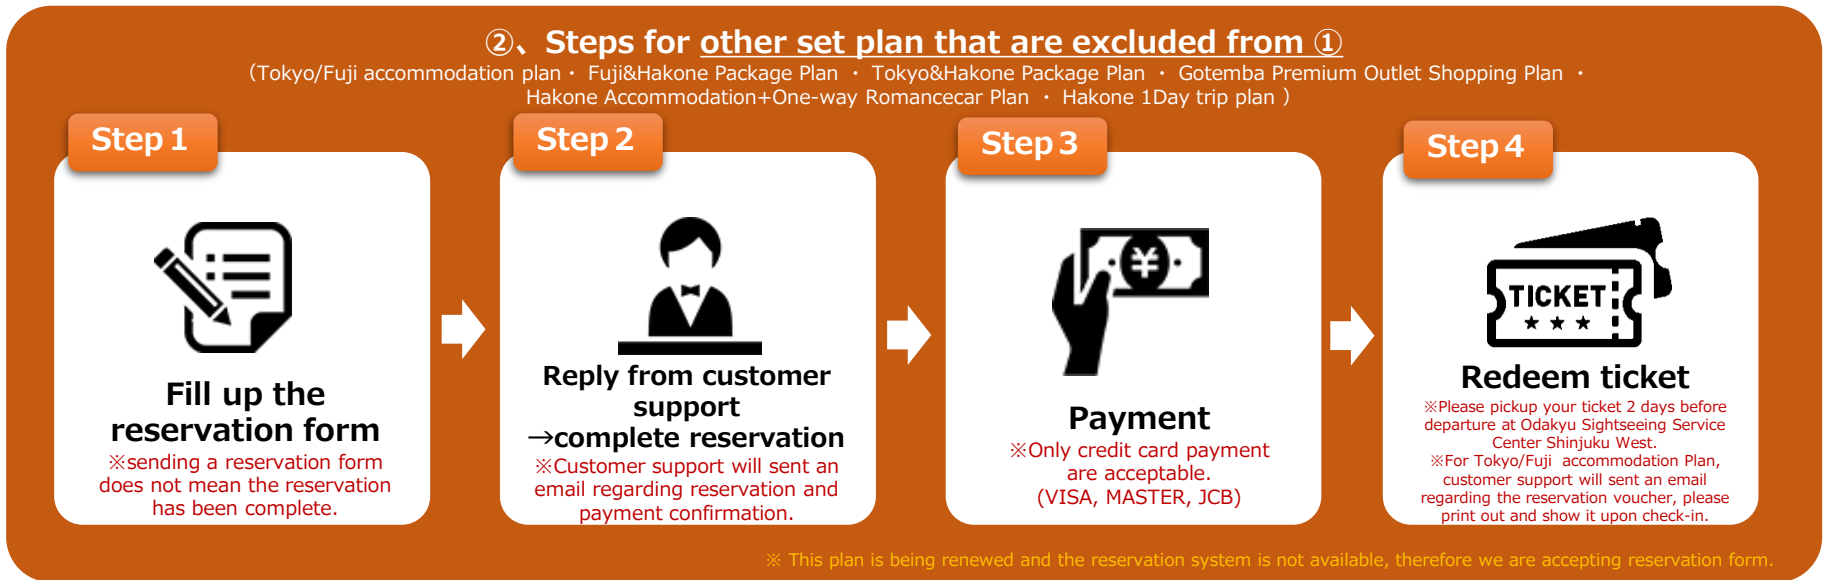 ②、Steps for other set plan that are excluded from ①
（Tokyo/Fuji accommodation plan・ Fuji&Hakone Package Plan ・ Tokyo&Hakone Package Plan ・ Gotemba Premium Outlet Shopping Plan ・
Hakone Accommodation+One-way Romancecar Plan ・ Hakone 1Day trip plan ）
Step 1
Fill up the
reservation form
※sending a reservation form
does not mean the reservation
has been complete.
Step 2
Reply from customer
support
→complete reservation
※Customer support will sent an
email regarding reservation and
payment confirmation.
Step 3
¥
Payment
※Only credit card payment
are acceptable.
(VISA, MASTER, JCB)
Step 4
TICKET
★ ★ ★
Redeem ticket
※Please pickup your ticket 2 days before
departure at Odakyu Sightseeing Service
Center Shinjuku West.
※For Tokyo/Fuji accommodation Plan,
customer support will sent an email
regarding the reservation voucher, please
print out and show it upon check-in.
※ This plan is being renewed and the reservation system is not available, therefore we are accepting reservation form.